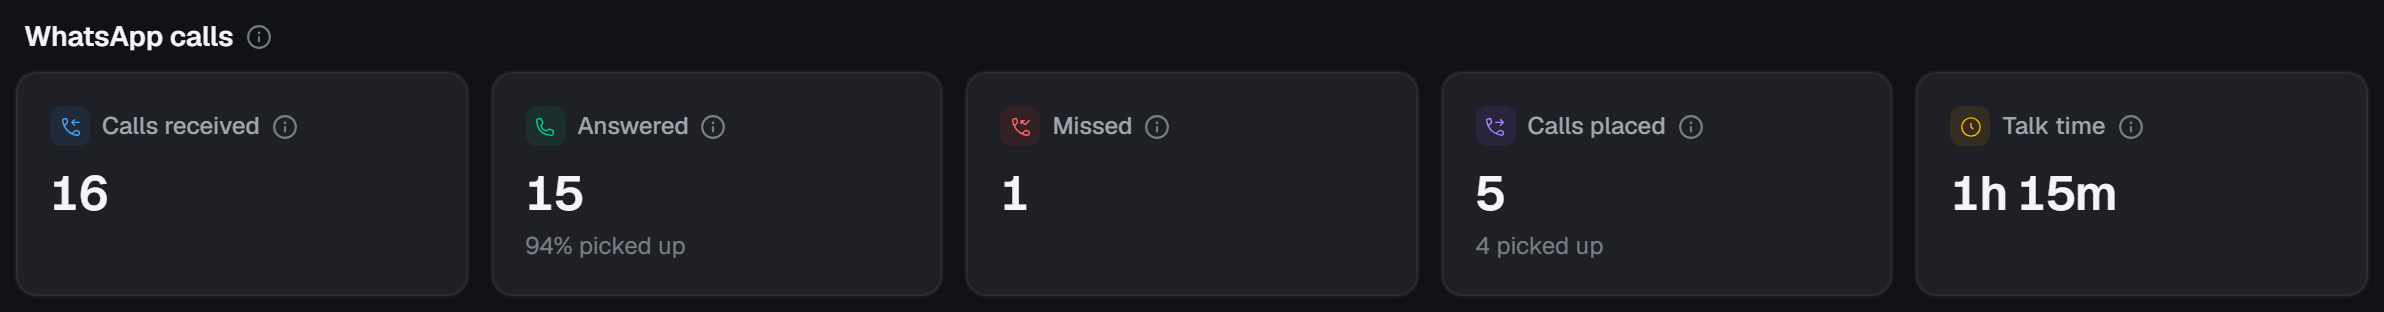 WhatsApp calls
Calls received
16
Answered
15
94% picked up
Missed
1
Calls placed
5
4 picked up
Talk time
1h 15m